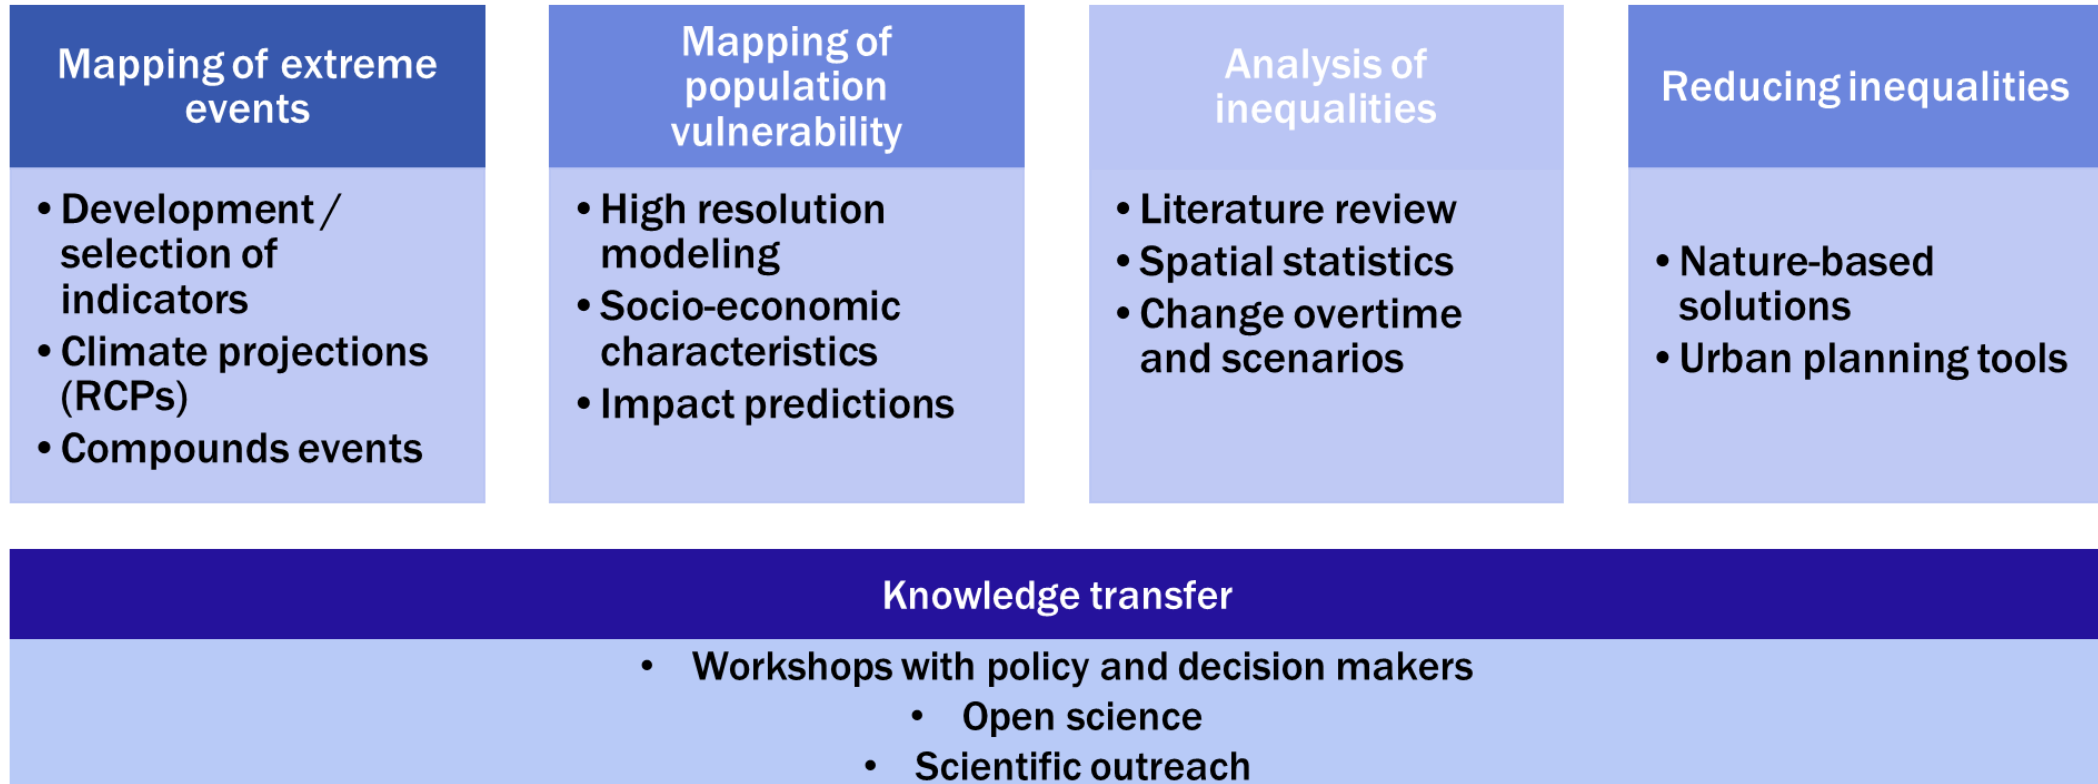 Mapping of extreme
events
• Development /
selection of
indicators
• Climate projections
(RCPs)
• Compounds events
Mapping of
population
vulnerability
• High resolution
modeling
• Socio-economic
characteristics
• Impact predictions
Analysis of
inequalities
• Literature review
• Spatial statistics
• Change overtime
and scenarios
Reducing inequalities
• Nature-based
solutions
• Urban planning tools
Knowledge transfer
• Workshops with policy and decision makers
• Open science
• Scientific outreach